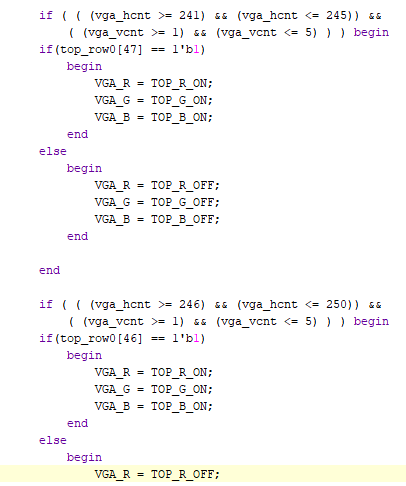 if ( ( (vga_hcnt >= 241) && (vga_hcnt <= 245)) &&
( (vga_vcnt >= 1) && (vga_vcnt <= 5) ) ) begin
if(top_row0[47] == 1'b1)
begin
VGA_R = TOP_R_ON;
VGA_G = TOP_G_ON;
VGA_B = TOP_B_ON;
end
else
begin
VGA_R = TOP_R_OFF;
VGA_G = TOP_G_OFF;
VGA_B = TOP_B_OFF;
end
end
if ( ( (vga_hcnt >= 246) && (vga_hcnt <= 250)) &&
( (vga_vcnt >= 1) && (vga_vcnt <= 5) ) ) begin
if(top_row0[46] == 1'b1)
begin
VGA_R = TOP_R_ON;
VGA_G = TOP_G_ON;
VGA_B = TOP_B_ON;
end
else
begin
VGA_R = TOP_R_OFF;